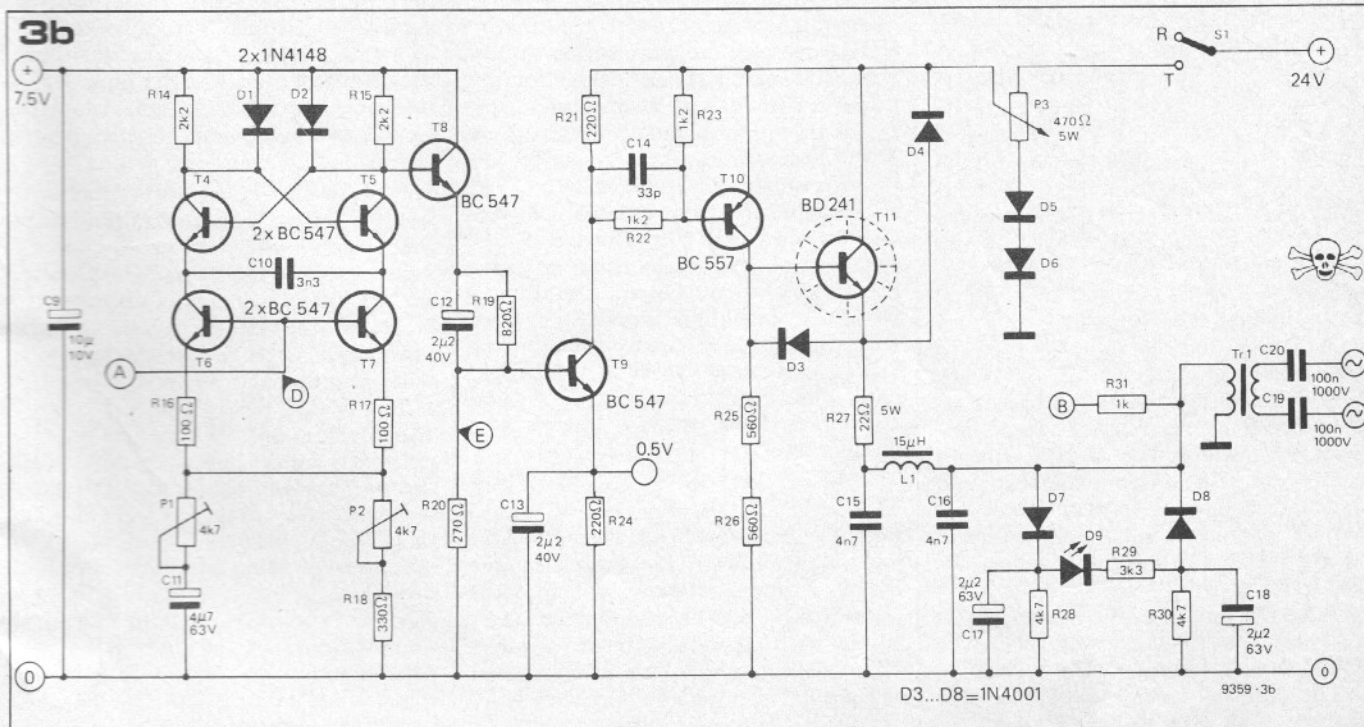 3b
2x1N4148
R
S1
+
7.5V
R14
2k2
D1
D2
R15
2k2
T8
BC 547
R21
220Ω
1k2
R23
C14
33p
1k2
R22
T10
BC 557
BD 241
T11
D4
P3
470Ω
5W
T
+
24V
D5
D6
T4
T5
2x BC 547
C10
3n3
2xBC 547
T6
T7
C9
10µ
10V
A
D
R16
100Ω
R17
100Ω
C12
2µ2
40V
R19
820Ω
T9
BC 547
E
D3
R25
560Ω
R27
22Ω
5W
15µH
L1
B
R31
1k
Tr.1
C20
100n
1000V
C19
100n
1000V
P1
4k7
P2
4k7
C11
4µ7
63V
R18
330Ω
R20
270Ω
C13
2µ2
40V
0.5V
R24
220Ω
R26
560Ω
C15
4n7
C16
4n7
D7
D8
D9
R29
3k3
2µ2
63V
C17
R28
4k7
R30
4k7
C18
2µ2
63V
0
0
D3...D8=1N4001
9359-3b